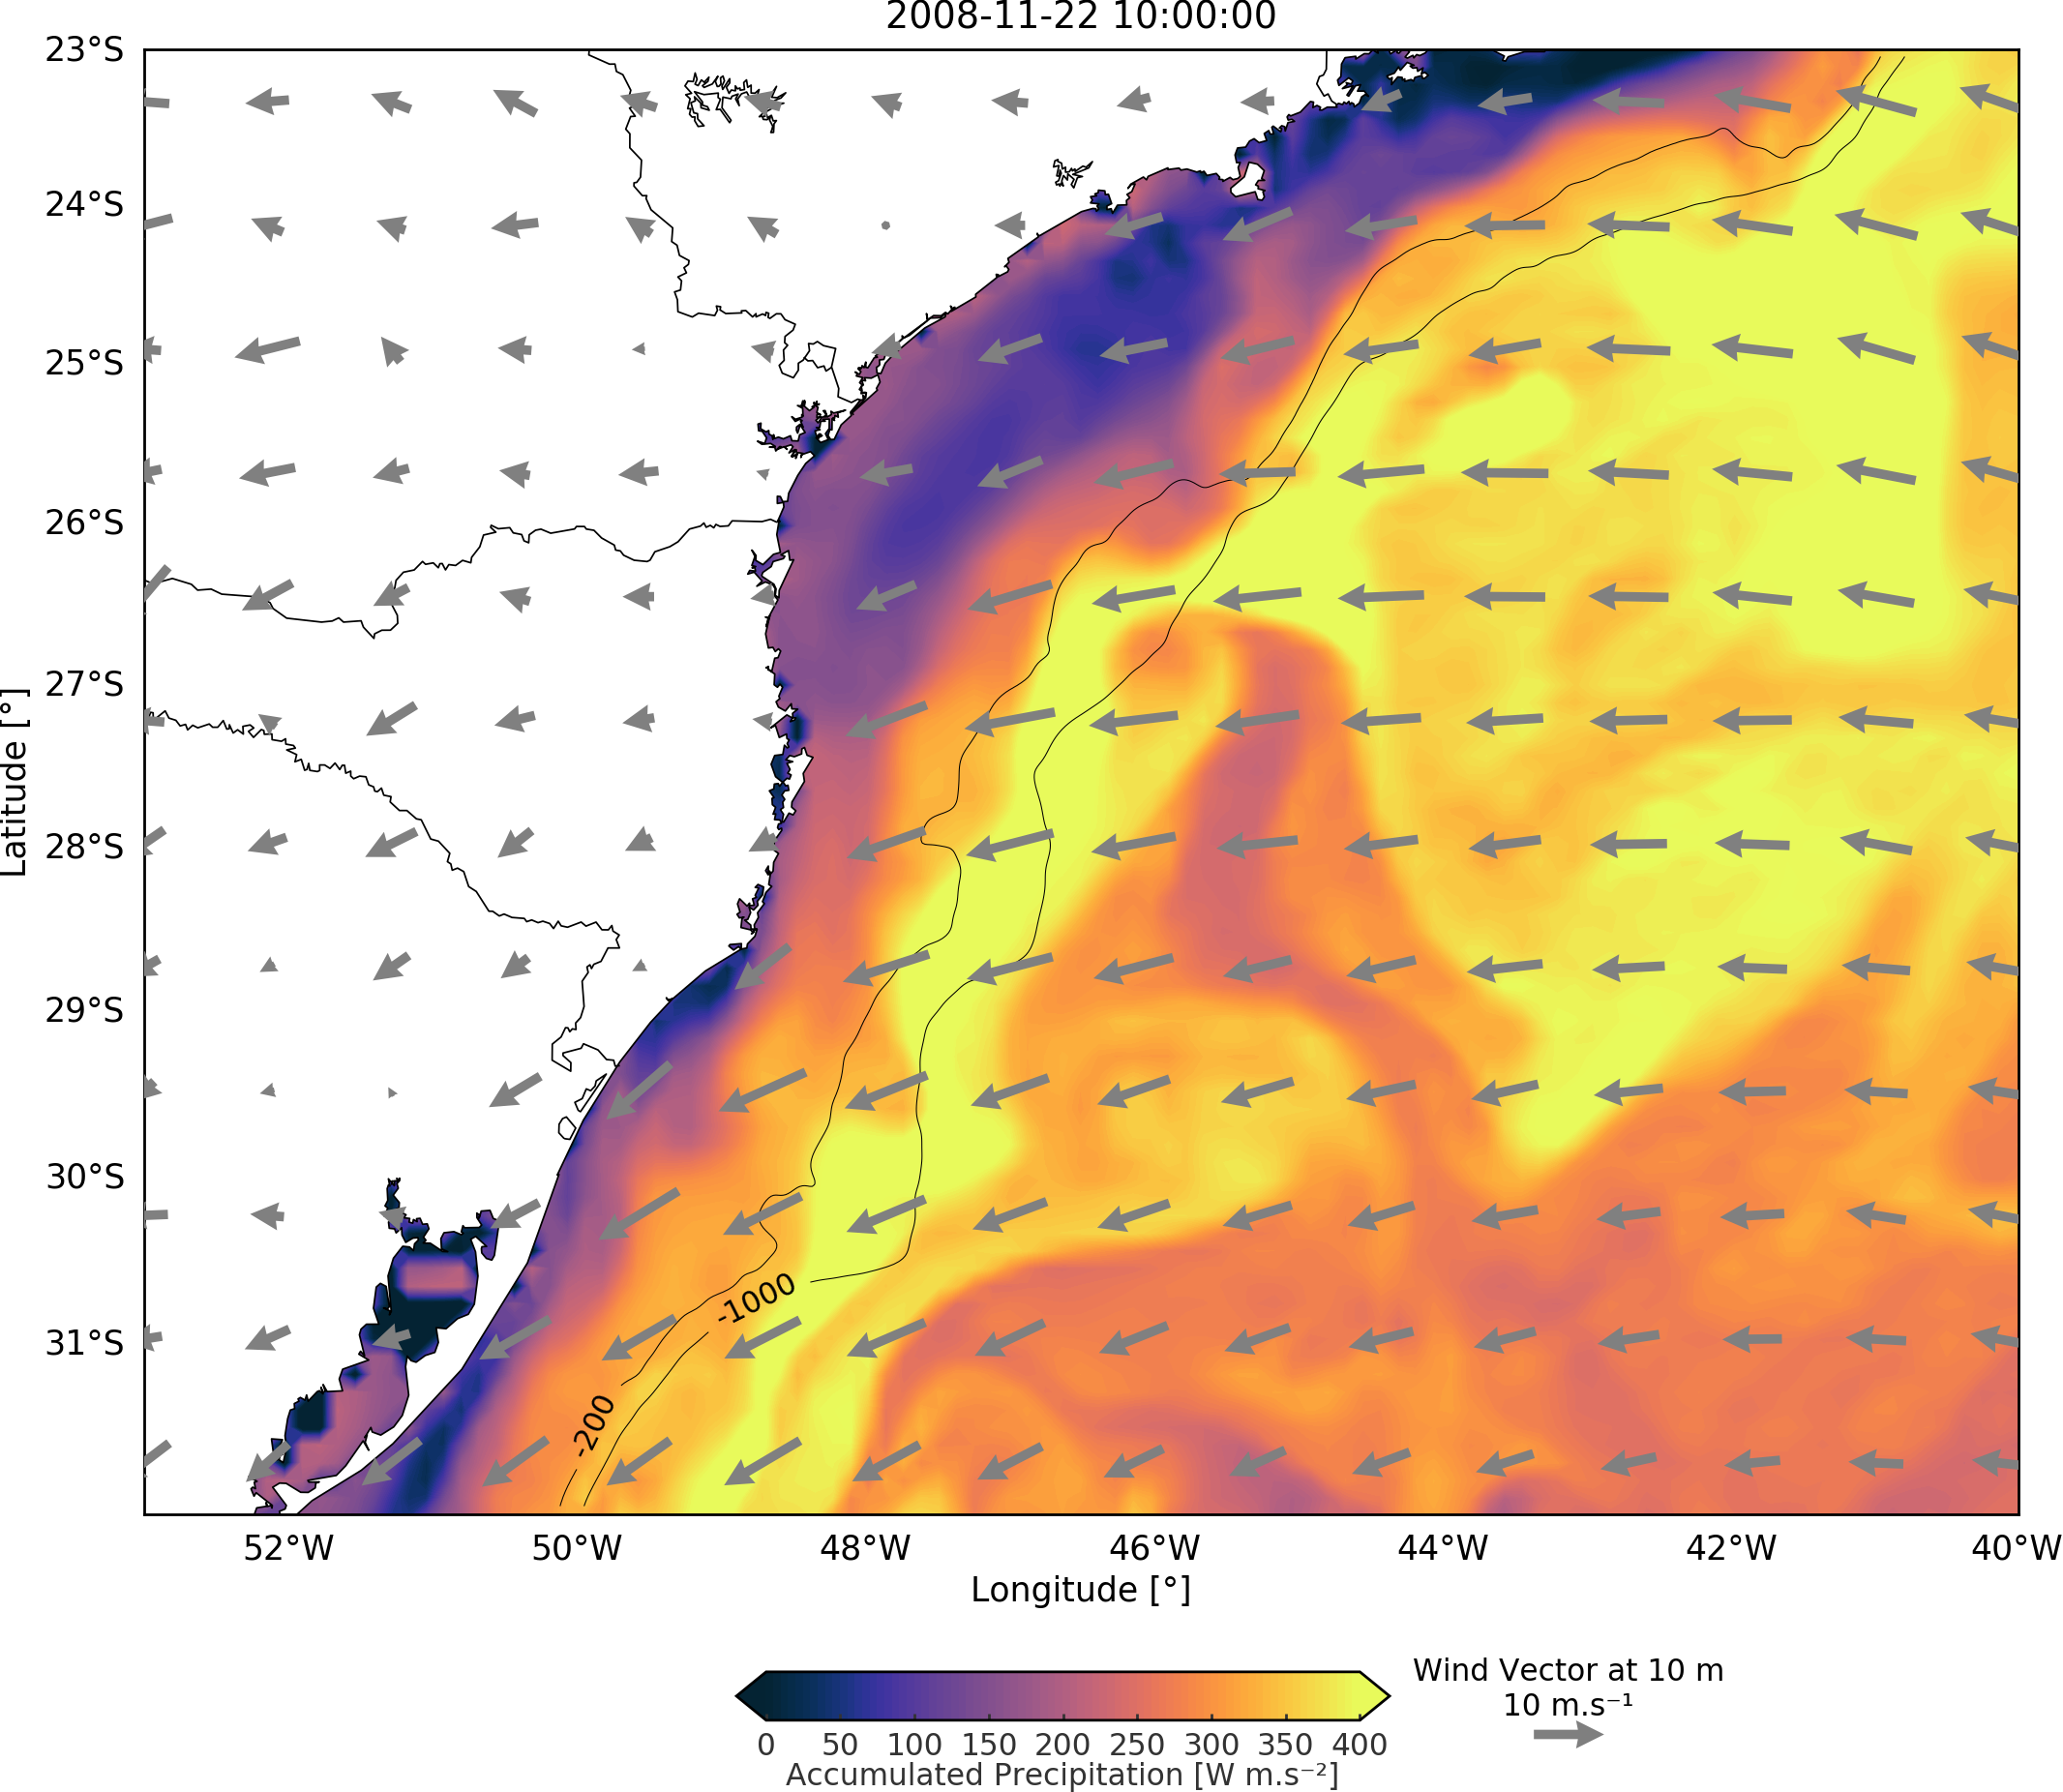 2008-11-22 10:00:00
23°S
24°S
25°S
26°S
27°S
28°S
29°S
30°S
31°S
Latitude [°]
-1000
-200
52°W 50°W 48°W 46°W 44°W 42°W 40°W
Longitude [°]
Wind Vector at 10 m
10 m.s⁻¹
0 50 100 150 200 250 300 350 400
Accumulated Precipitation [W m.s⁻²]